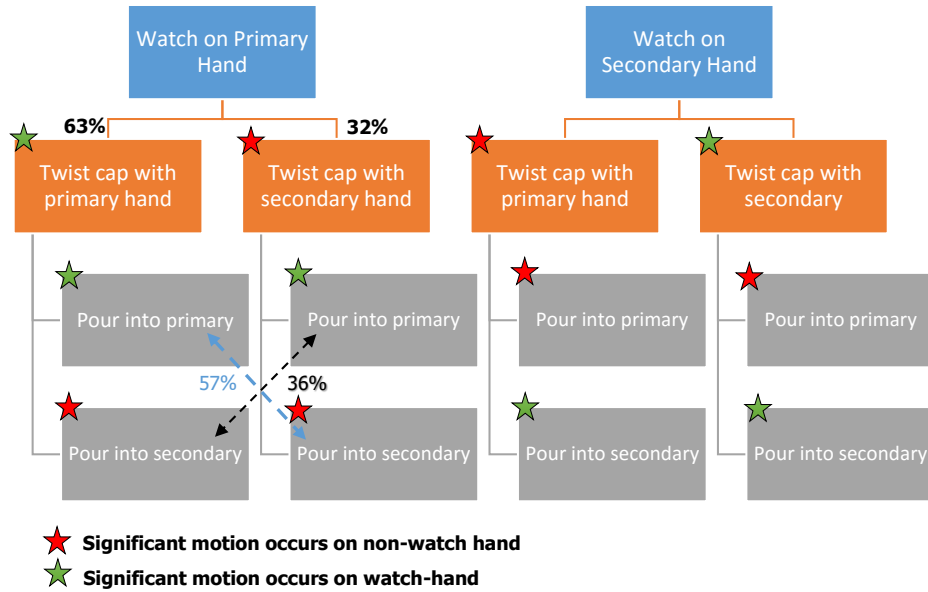 Watch on Primary
Hand
Watch on
Secondary Hand
63%
32%
Twist cap with
primary hand
Twist cap with
secondary hand
Twist cap with
primary hand
Twist cap with
secondary
Pour into primary
Pour into primary
Pour into primary
Pour into primary
57%
36%
Pour into secondary
Pour into secondary
Pour into secondary
Pour into secondary
Significant motion occurs on non-watch hand
Significant motion occurs on watch-hand